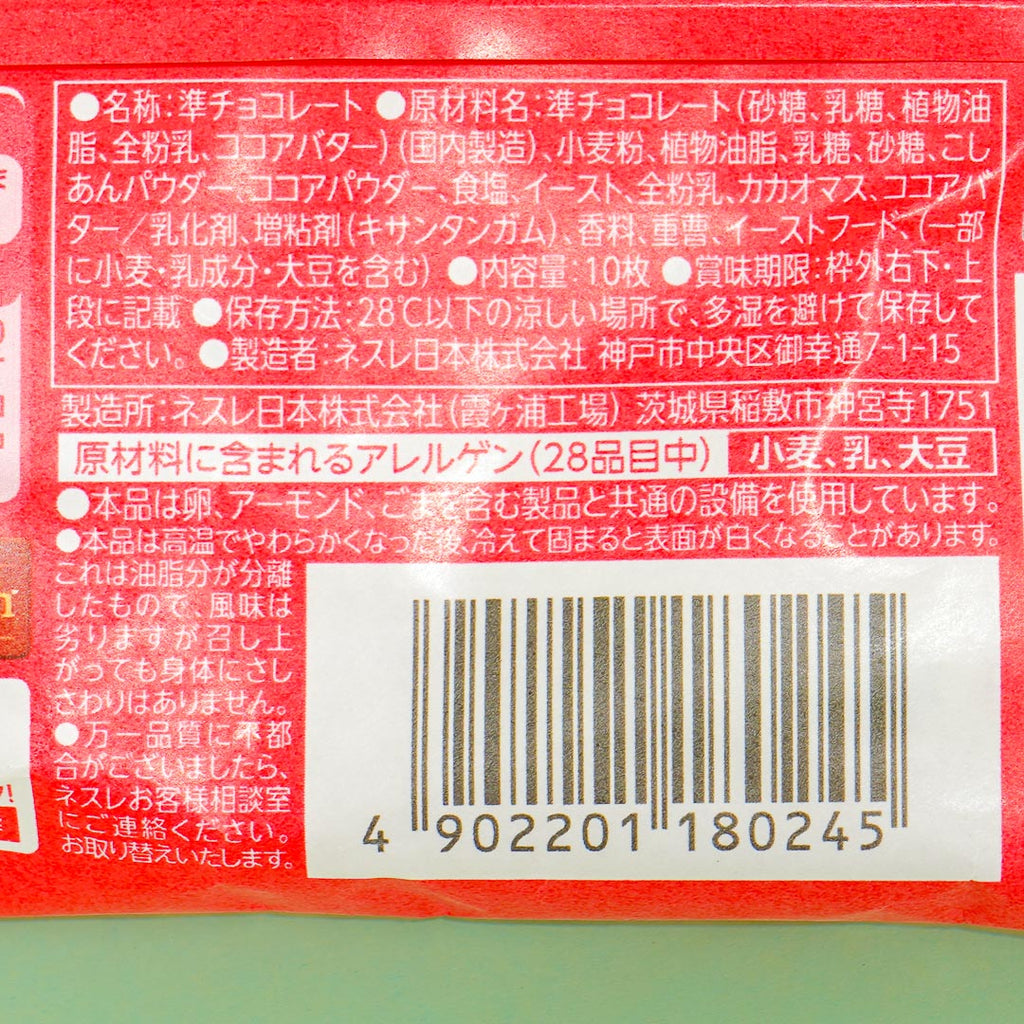 ●名称:準チョコレート ●原材料名:準チョコレート(砂糖、乳糖、植物油
脂、全粉乳、ココアバター)(国内製造)、小麦粉、植物油脂、乳糖、砂糖、こし
あんパウダー、ココアパウダー、食塩、イースト、全粉乳、カカオマス、ココアバ
ター/乳化剤、増粘剤(キサンタンガム)、香料、重曹、イーストフード、(一部
に小麦・乳成分・大豆を含む) ●内容量:10枚 ●賞味期限:枠外右下・上
段に記載 ●保存方法:28℃以下の涼しい場所で、多湿を避けて保存して
ください。●製造者:ネスレ日本株式会社 神戸市中央区御幸通7-1-15
製造所:ネスレ日本株式会社(霞ヶ浦工場) 茨城県稲敷市神宮寺1751
原材料に含まれるアレルゲン(28品目中) 小麦、乳、大豆
●本品は卵、アーモンド、ごまを含む製品と共通の設備を使用しています。
●本品は高温でやわらかくなった後、冷えて固まると表面が白くなることがあります。
これは油脂分が分離
したもので、風味は
劣りますが召し上
がっても身体にさし
さわりはありません。
●万一品質に不都
合がございましたら、
ネスレお客様相談室
にご連絡ください。
お取り替えいたします。
4 902201 180245